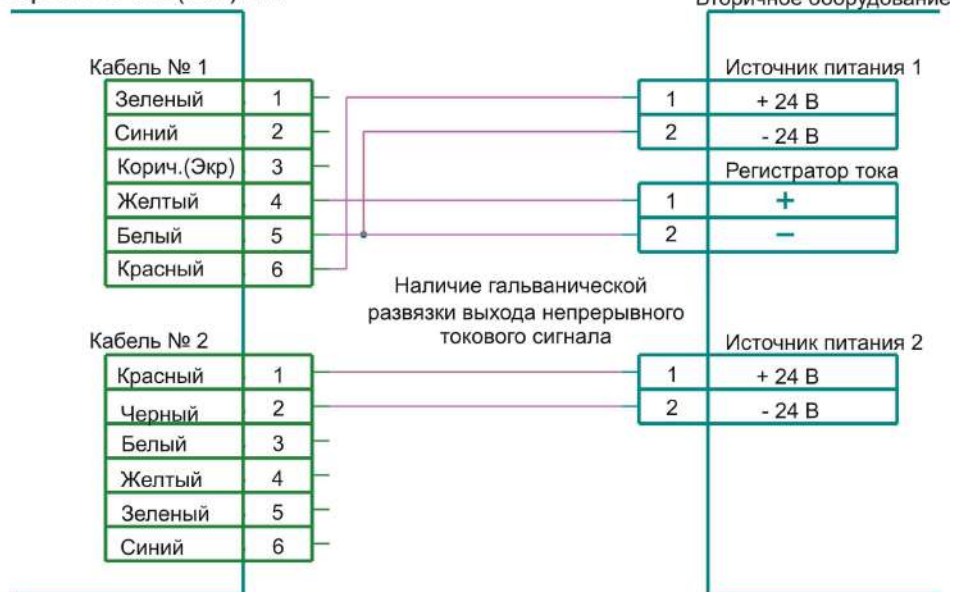 Вторичное оборудование
Кабель № 1
Зеленый 1
Синий 2
Корич.(Экр) 3
Желтый 4
Белый 5
Красный 6
Источник питания 1
1 + 24 В
2 - 24 В
Регистратор тока
1 +
2 −
Наличие гальванической
развязки выхода непрерывного
токового сигнала
Кабель № 2
Красный 1
Черный 2
Белый 3
Желтый 4
Зеленый 5
Синий 6
Источник питания 2
1 + 24 В
2 - 24 В